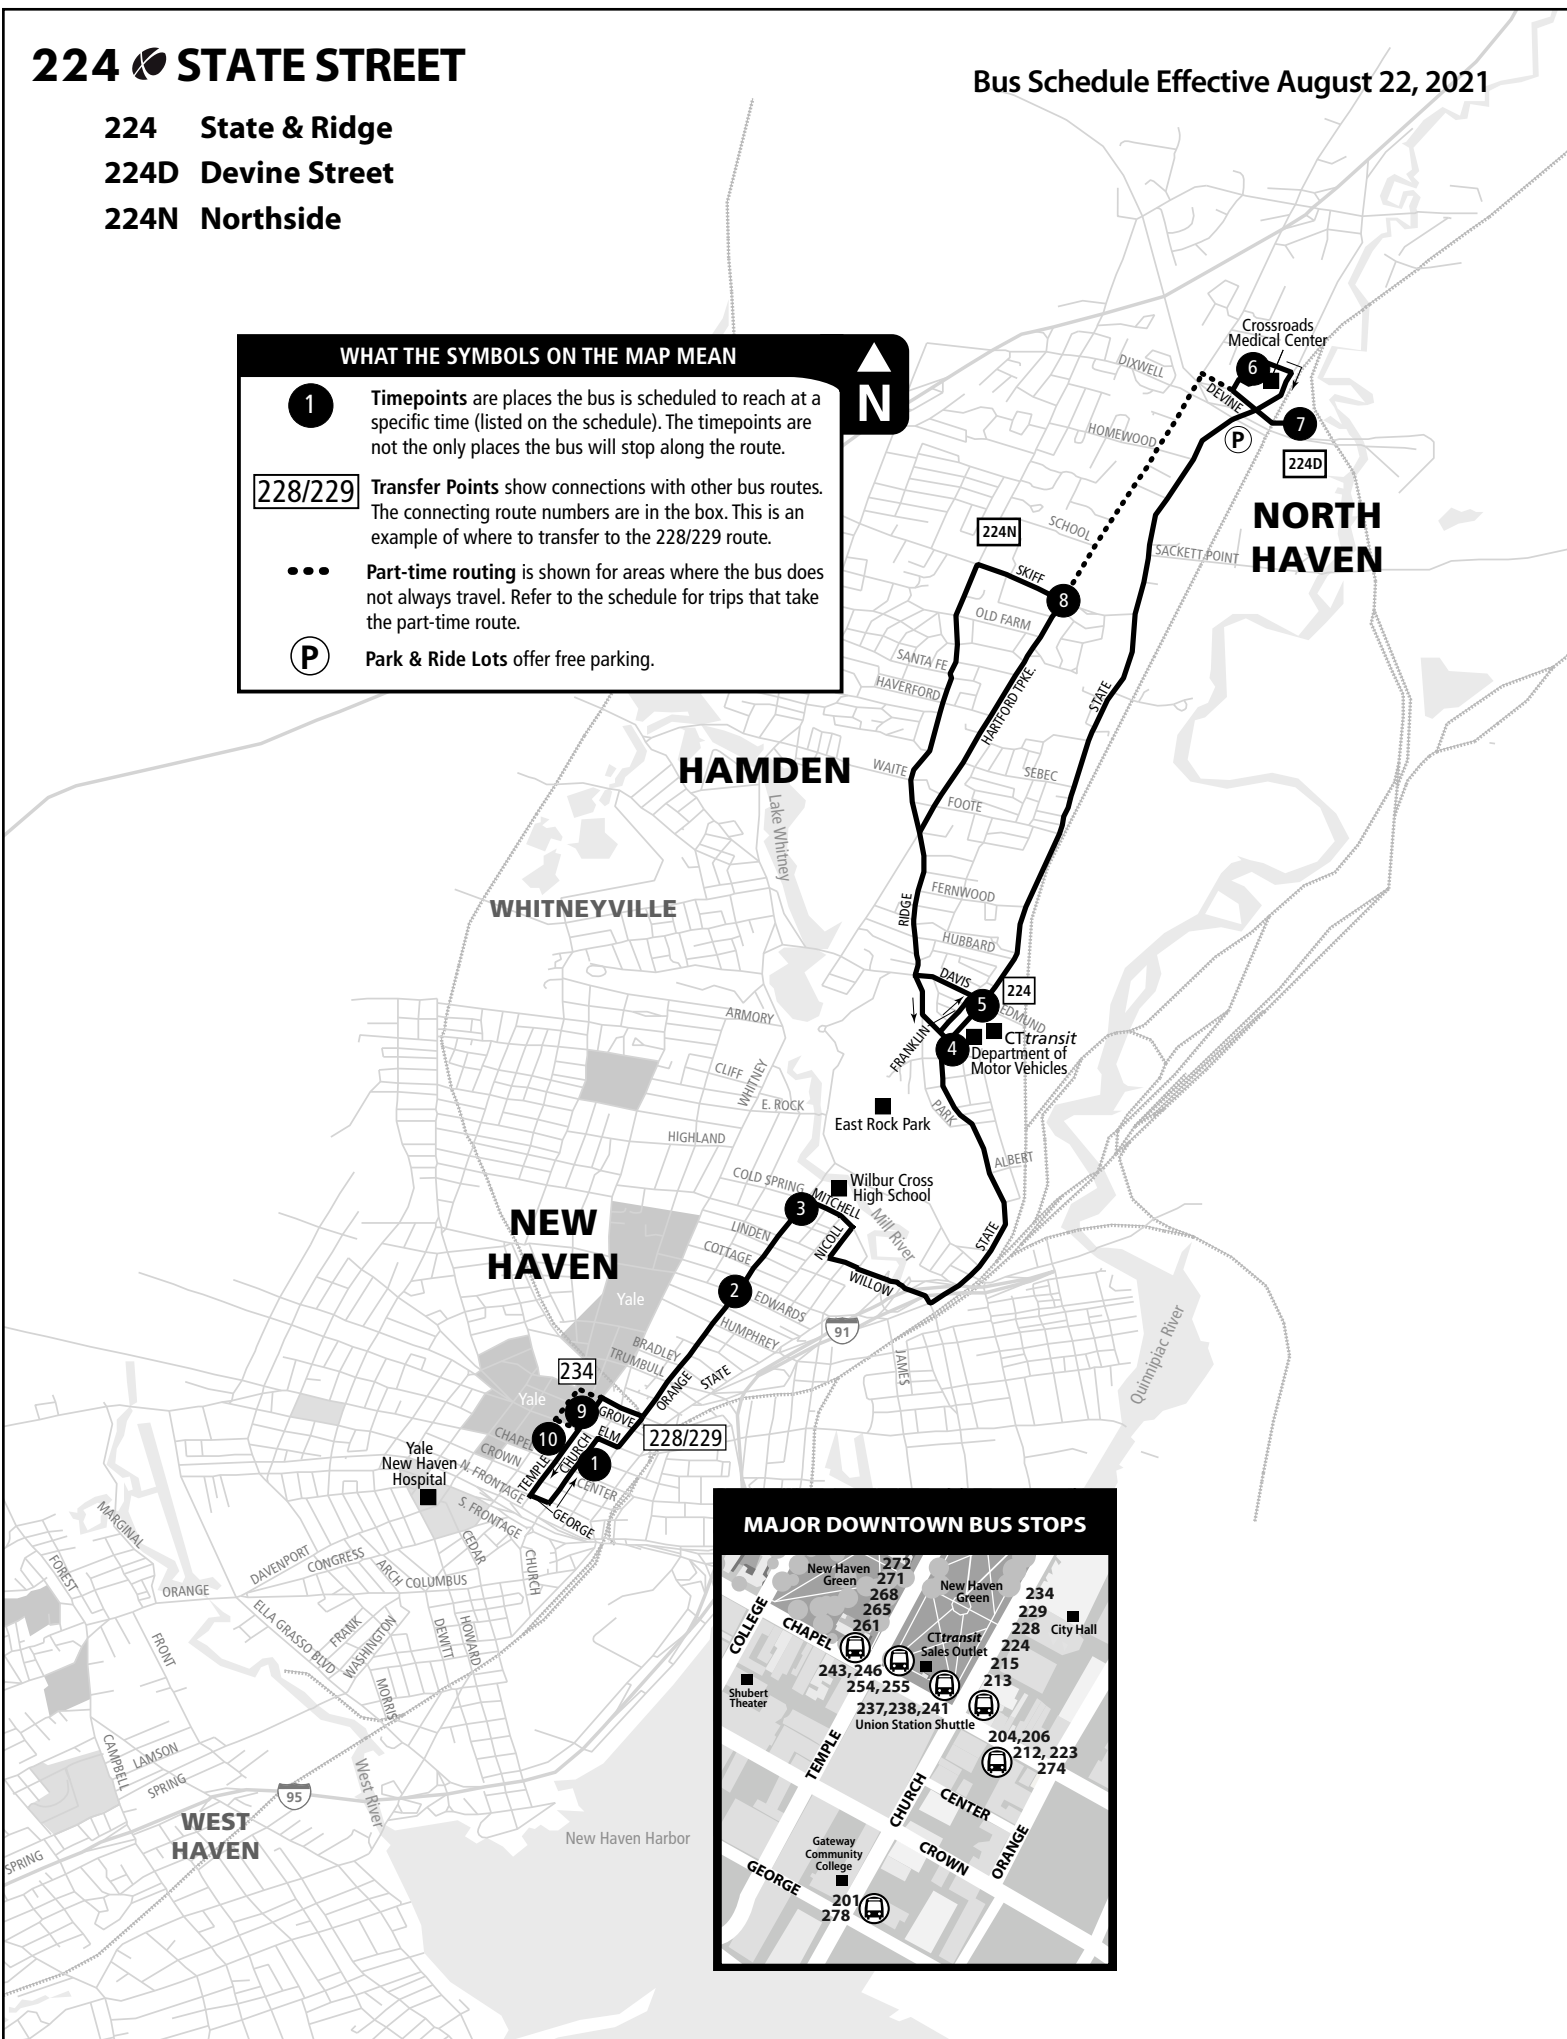 224 STATE STREET
Bus Schedule Effective August 22, 2021
224 State & Ridge
224D Devine Street
224N Northside
WHAT THE SYMBOLS ON THE MAP MEAN
N
1
Timepoints are places the bus is scheduled to reach at a
specific time (listed on the schedule). The timepoints are
not the only places the bus will stop along the route.
228/229
Transfer Points show connections with other bus routes.
The connecting route numbers are in the box. This is an
example of where to transfer to the 228/229 route.
Part-time routing is shown for areas where the bus does
not always travel. Refer to the schedule for trips that take
the part-time route.
P
Park & Ride Lots offer free parking.
Crossroads
Medical Center
DIXWELL
6
DEVINE
7
P
HOMEWOOD
224D
NORTH
HAVEN
224N
SCHOOL
SACKETT POINT
SKIFF
8
OLD FARM
SANTA FE
HAVERFORD
HARTFORD TPKE.
STATE
HAMDEN
WAITE
SEBEC
FOOTE
Lake Whitney
WHITNEYVILLE
FERNWOOD
RIDGE
HUBBARD
DAVIS
224
5
EDMUND
ARMORY
FRANKLIN
4
CTtransit
Department of
Motor Vehicles
CLIFF
WHITNEY
E. ROCK
PARK
East Rock Park
HIGHLAND
ALBERT
COLD SPRING
Wilbur Cross
High School
3
MITCHELL
NEW
HAVEN
LINDEN
NICOLL
Mill River
STATE
COTTAGE
WILLOW
2
EDWARDS
Yale
HUMPHREY
91
BRADLEY
TRUMBULL
JAMES
Quinnipiac River
STATE
ORANGE
234
Yale
9
GROVE
ELM
228/229
CHAPEL
10
CROWN
CHURCH
1
Yale
New Haven
Hospital
N. FRONTAGE
TEMPLE
CENTER
S. FRONTAGE
GEORGE
MARGINAL
CEDAR
FOREST
DAVENPORT
CONGRESS
ARCH
COLUMBUS
CHURCH
ORANGE
ELLA GRASSO BLVD
FRANK
WASHINGTON
DEWITT
HOWARD
FRONT
MORRIS
CAMPBELL
LAMSON
SPRING
West River
95
WEST
HAVEN
SPRING
New Haven Harbor
MAJOR DOWNTOWN BUS STOPS
New Haven
Green
272
271
268
265
261
New Haven
Green
234
229
228
224
215
213
City Hall
COLLEGE
CHAPEL
CTtransit
Sales Outlet
243, 246
254, 255
Shubert
Theater
237,238,241
Union Station Shuttle
204,206
212, 223
274
TEMPLE
CHURCH
CENTER
Gateway
Community
College
CROWN
ORANGE
GEORGE
201
278